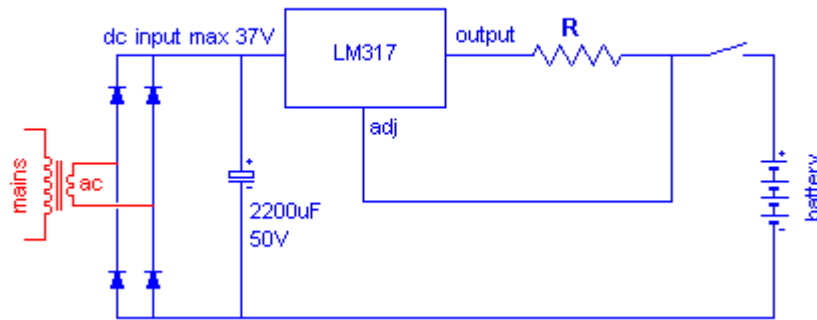 dc input max 37V
LM317
output
R
adj
mains
ac
+
-
2200uF
50V
+
-
battery